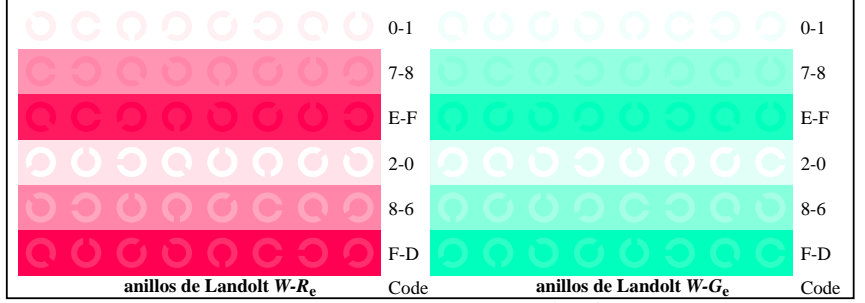 0-1 0-1
7-8 7-8
E-F E-F
2-0 2-0
8-6 8-6
F-D F-D
anillos de Landolt W-Re Code anillos de Landolt W-Ge Code